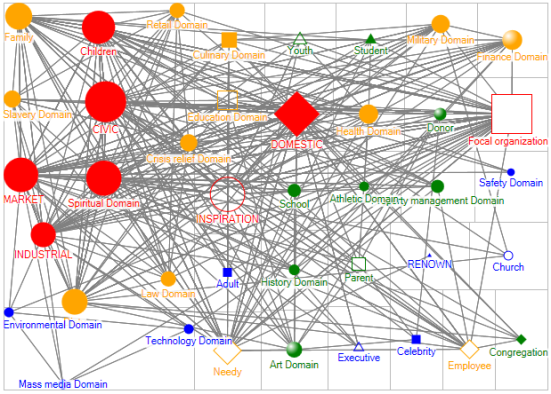 Family
Children
Retail Domain
Culinary Domain
Youth
Student
Military Domain
Finance Domain
Slavery Domain
CIVIC
Education Domain
DOMESTIC
Health Domain
Donor
Focal organization
Crisis relief Domain
MARKET
Spiritual Domain
INSPIRATION
School
Athletic Domain
management Domain
Safety Domain
INDUSTRIAL
Law Domain
Adult
History Domain
Parent
RENOWN
Church
Environmental Domain
Technology Domain
Needy
Art Domain
Executive
Celebrity
Employee
Congregation
Mass media Domain